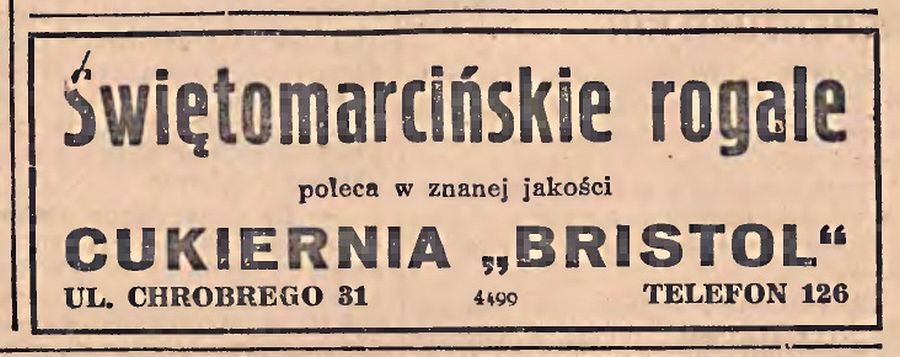 Świętomarcińskie rogale
poleca w znanej jakości
CUKIERNIA „BRISTOL“
UL. CHROBREGO 31 4499 TELEFON 126